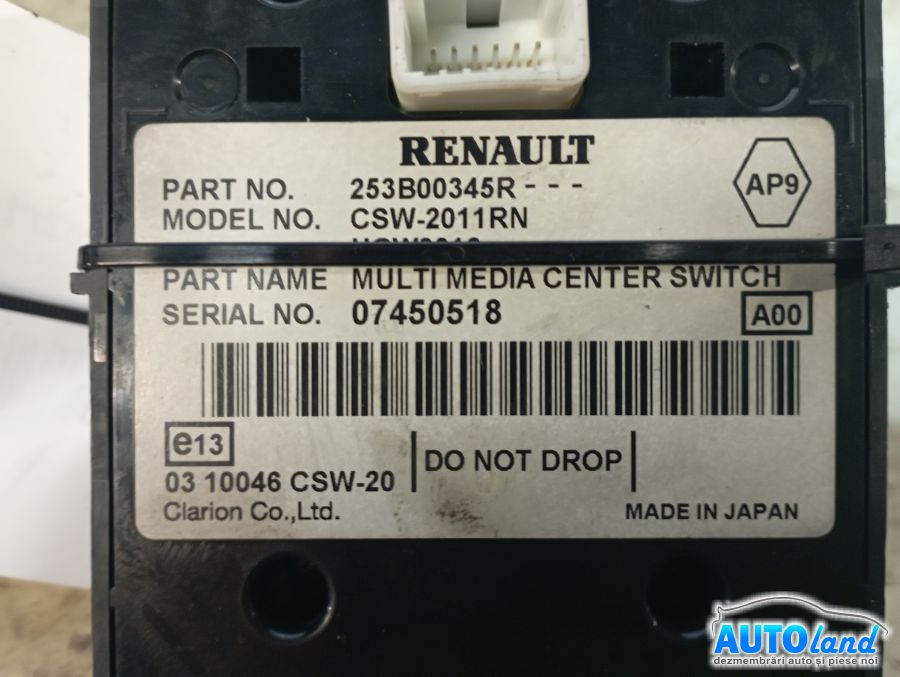 RENAULT
PART NO. 253B00345R - - -
MODEL NO. CSW-2011RN
AP9
PART NAME MULTI MEDIA CENTER SWITCH
SERIAL NO. 07450518
A00
e13
03 10046 CSW-20
DO NOT DROP
Clarion Co.,Ltd.
MADE IN JAPAN
AUTOland
dezmembrări auto și piese noi